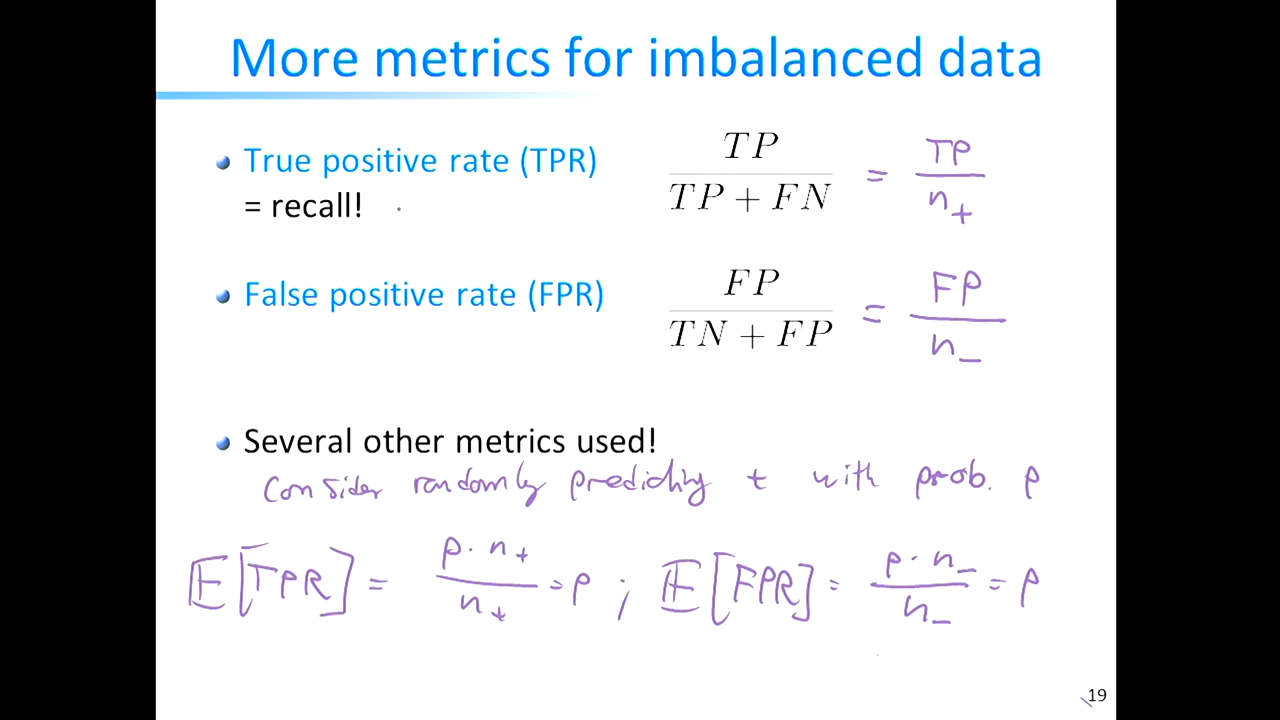 More metrics for imbalanced data
True positive rate (TPR)
= recall!
TP / (TP + FN) = TP / n₊
False positive rate (FPR)
FP / (TN + FP) = FP / n₋
Several other metrics used!
Consider randomly predicting + with prob. p
𝔼[TPR] = p · n₊ / n₊ = p ; 𝔼[FPR] = p · n₋ / n₋ = p
19